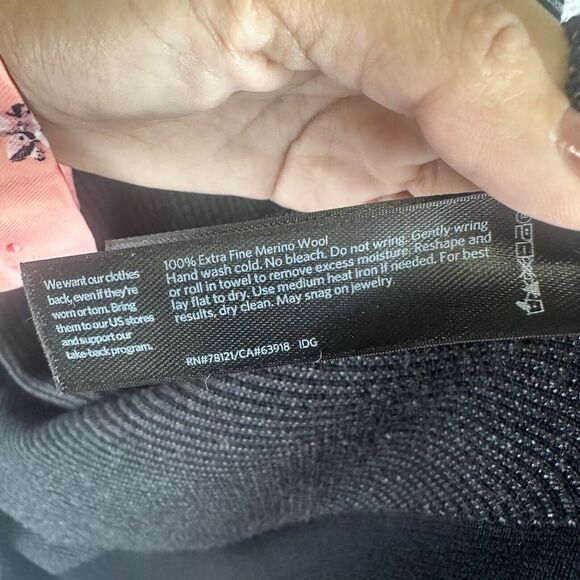 We want our clothes
back, even if they're
worn or torn. Bring
them to our US stores
and support our
take-back program.
100% Extra Fine Merino Wool
Hand wash cold. No bleach. Do not wring. Gently wring
or roll in towel to remove excess moisture. Reshape and
lay flat to dry. Use medium heat iron if needed. For best
results, dry clean. May snag on jewelry.
RN#78121/CA#63918 IDG